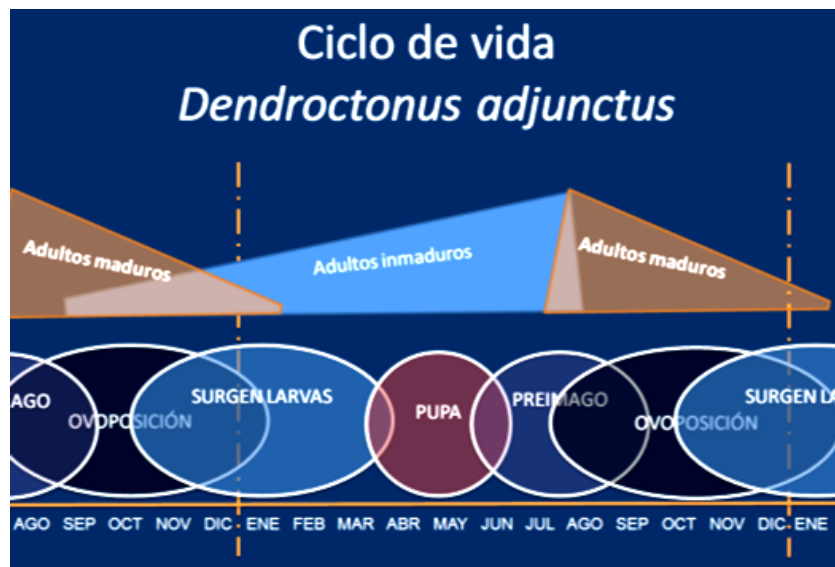 Ciclo de vida
Dendroctonus adjunctus
Adultos maduros
Adultos inmaduros
Adultos maduros
AGO
OVOPOSICIÓN
SURGEN LARVAS
PUPA
PREIMAGO
OVOPOSICIÓN
SURGEN LA
AGO SEP OCT NOV DIC ENE FEB MAR ABR MAY JUN JUL AGO SEP OCT NOV DIC ENE